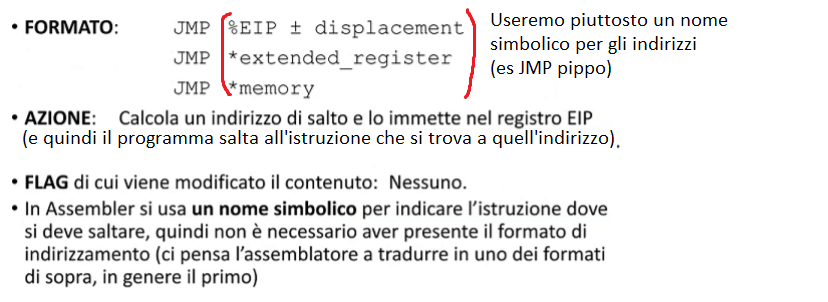 • FORMATO: JMP %EIP ± displacement
JMP *extended_register
JMP *memory
Useremo piuttosto un nome
simbolico per gli indirizzi
(es JMP pippo)
• AZIONE: Calcola un indirizzo di salto e lo immette nel registro EIP
(e quindi il programma salta all'istruzione che si trova a quell'indirizzo).
• FLAG di cui viene modificato il contenuto: Nessuno.
• In Assembler si usa un nome simbolico per indicare l'istruzione dove
si deve saltare, quindi non è necessario aver presente il formato di
indirizzamento (ci pensa l'assemblatore a tradurre in uno dei formati
di sopra, in genere il primo)